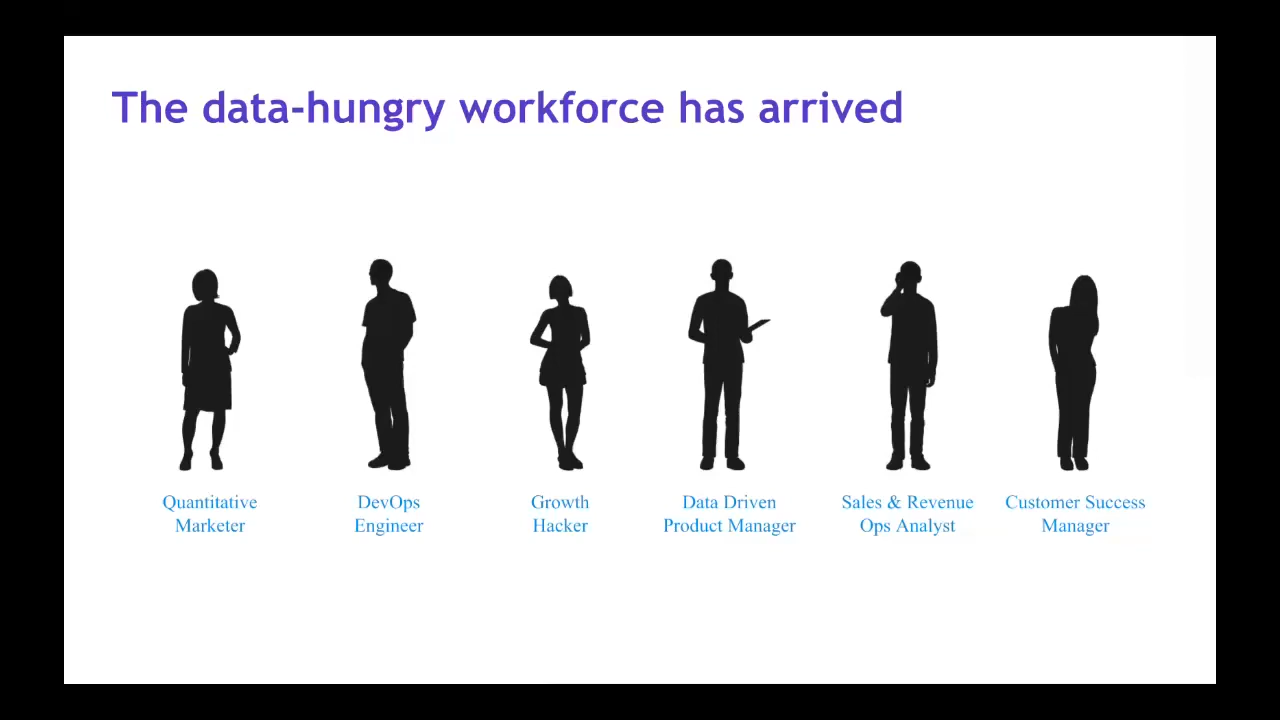 The data-hungry workforce has arrived
Quantitative
Marketer
DevOps
Engineer
Growth
Hacker
Data Driven
Product Manager
Sales & Revenue
Ops Analyst
Customer Success
Manager